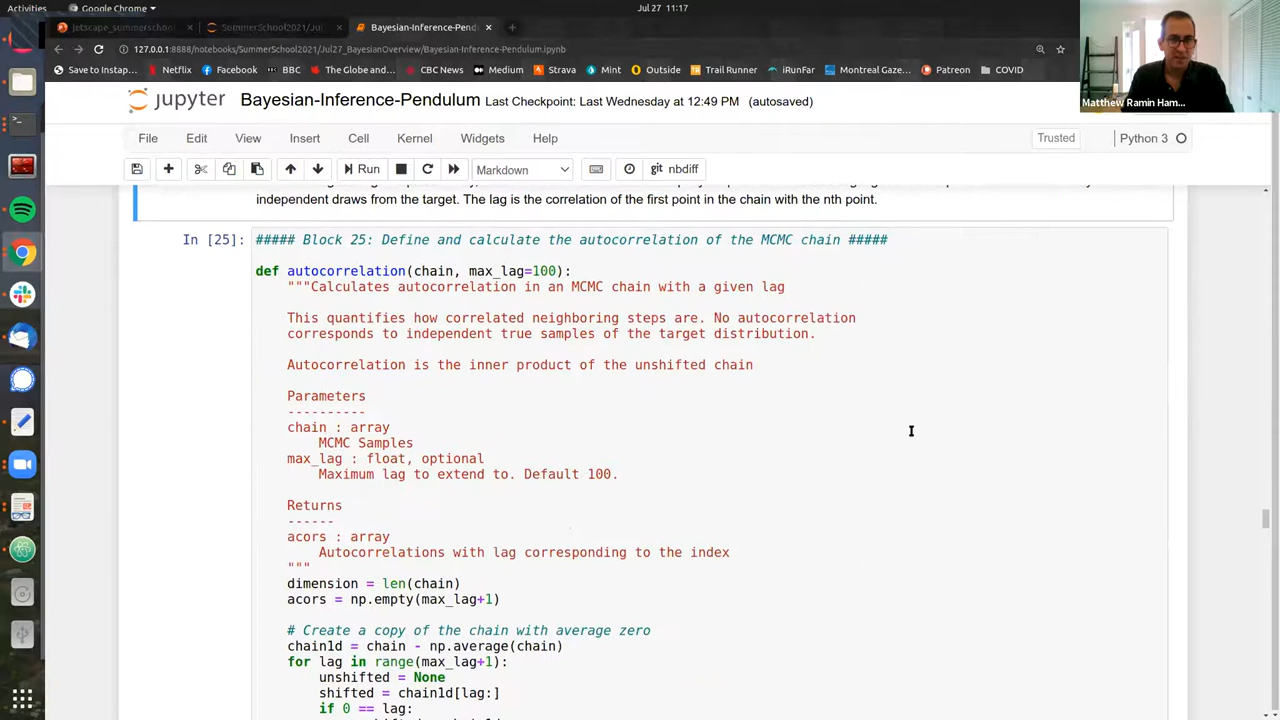 Activities
Google Chrome
Jul 27 11:17
jetscape_summerschool
SummerSchool2021/Jul
Bayesian-Inference-Pend
127.0.0.1:8888/notebooks/SummerSchool2021/Jul27_BayesianOverview/Bayesian-Inference-Pendulum.ipynb
Save to Instap...
Netflix
Facebook
BBC
The Globe and...
CBC News
Medium
Strava
Mint
Outside
Trail Runner
iRunFar
Montreal Gaze...
Patreon
COVID
Matthew Ramin Ham...
jupyter
Bayesian-Inference-Pendulum Last Checkpoint: Last Wednesday at 12:49 PM (autosaved)
File Edit View Insert Cell Kernel Widgets Help
Trusted
Python 3
Run
Markdown
git nbdiff
independent draws from the target. The lag is the correlation of the first point in the chain with the nth point.
In [25]:
##### Block 25: Define and calculate the autocorrelation of the MCMC chain #####
def autocorrelation(chain, max_lag=100):
"""Calculates autocorrelation in an MCMC chain with a given lag
This quantifies how correlated neighboring steps are. No autocorrelation
corresponds to independent true samples of the target distribution.
Autocorrelation is the inner product of the unshifted chain
Parameters
----------
chain : array
MCMC Samples
max_lag : float, optional
Maximum lag to extend to. Default 100.
Returns
------
acors : array
Autocorrelations with lag corresponding to the index
"""
dimension = len(chain)
acors = np.empty(max_lag+1)
# Create a copy of the chain with average zero
chain1d = chain - np.average(chain)
for lag in range(max_lag+1):
unshifted = None
shifted = chain1d[lag:]
if 0 == lag: